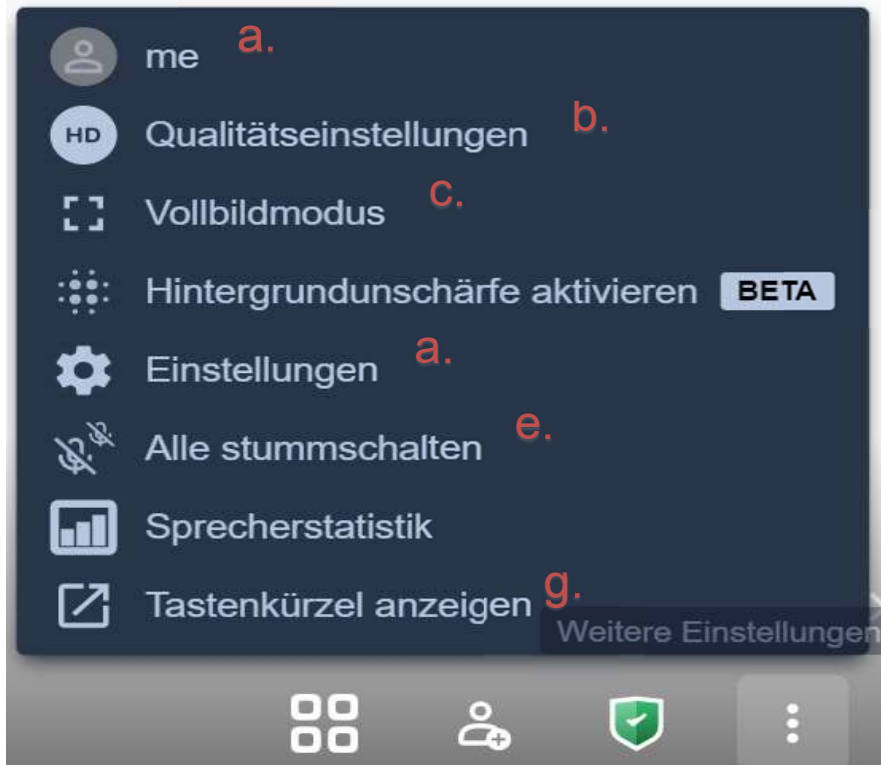 me a.
HD Qualitätseinstellungen b.
Vollbildmodus c.
Hintergrundunschärfe aktivieren BETA
Einstellungen a.
Alle stummschalten e.
Sprecherstatistik
Tastenkürzel anzeigen g.
Weitere Einstellungen